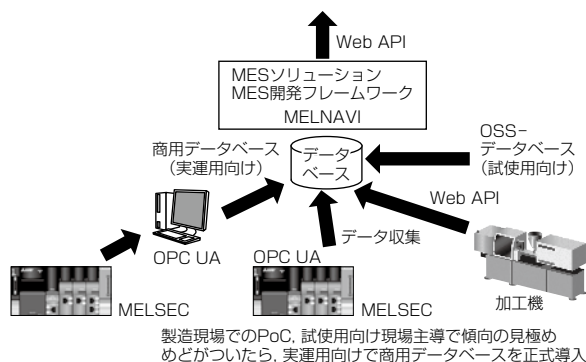 Web API
MESソリューション
MES開発フレームワーク
MELNAVI
商用データベース
（実運用向け）
データ
ベース
OSS-
データベース
（試使用向け）
Web API
OPC UA
OPC UA
データ収集
MELSEC
MELSEC
加工機
製造現場でのPoC，試使用向け現場主導で傾向の見極め
めどがついたら，実運用向けで商用データベースを正式導入